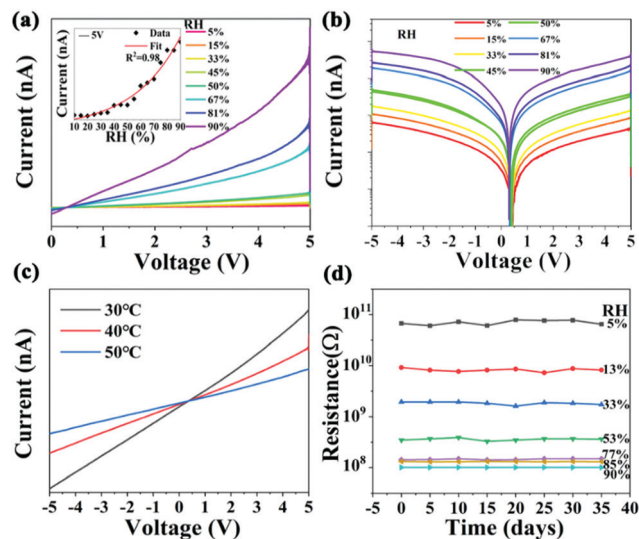 (a)
Current (nA)
— 5V
Data
Fit
R²=0.98
10 20 30 40 50 60 70 80 90
RH (%)
RH
5%
15%
33%
45%
50%
67%
81%
90%
Current/nA
0 1 2 3 4 5
Voltage (V)
(b)
RH
5%
15%
33%
45%
50%
67%
81%
90%
Current/nA
-5 -4 -3 -2 -1 0 1 2 3 4 5
Voltage (V)
(c)
30°C
40°C
50°C
Current/nA
-5 -4 -3 -2 -1 0 1 2 3 4 5
Voltage (V)
(d)
RH
10¹¹
10¹⁰
10⁹
10⁸
Resistance(Ω)
5%
13%
33%
53%
77%
85%
90%
-5 0 5 10 15 20 25 30 35 40
Time (days)